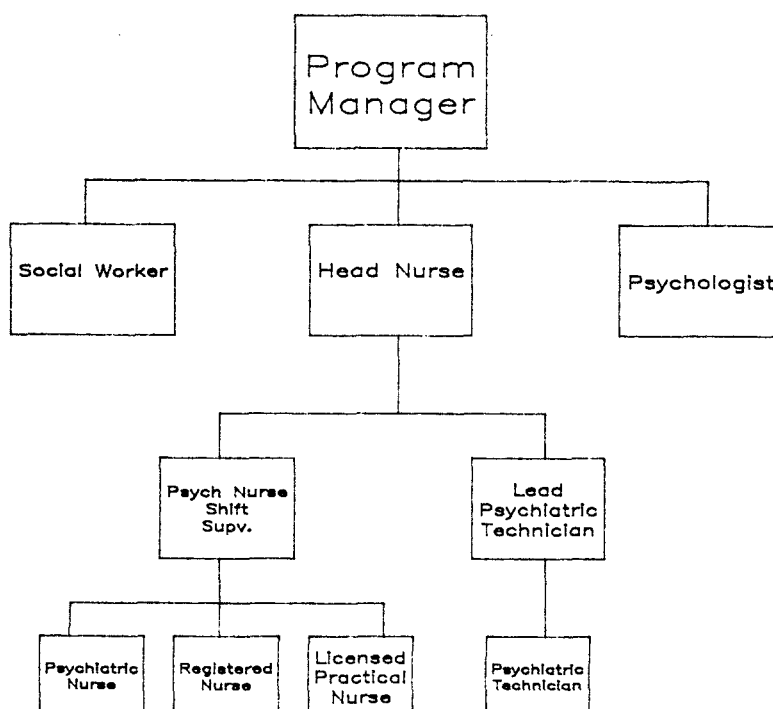 Program
Manager
Social Worker
Head Nurse
Psychologist
Psych Nurse
Shift
Supv.
Lead
Psychiatric
Technician
Psychiatric
Nurse
Registered
Nurse
Licensed
Practical
Nurse
Psychiatric
Technician